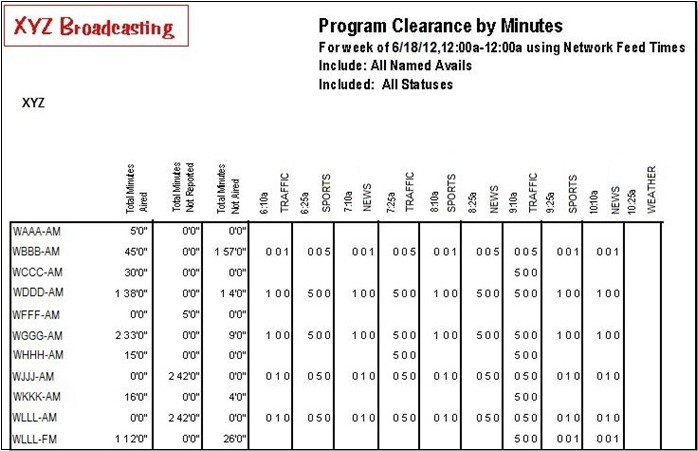 XYZ Broadcasting
Program Clearance by Minutes
For week of 6/18/12,12:00a-12:00a using Network Feed Times
Include: All Named Avails
Included: All Statuses
XYZ
Total Minutes Aired
Total Minutes Not Reported
Total Minutes Not Aired
6:10a TRAFFIC
6:25a SPORTS
7:10a NEWS
7:25a TRAFFIC
8:10a SPORTS
8:25a NEWS
9:10a TRAFFIC
9:25a SPORTS
10:10a NEWS
10:25a WEATHER
WAAA-AM 5'0" 0'0" 0'0"
WBBB-AM 45'0" 0'0" 1 57'0" 0 0 1 0 0 5 0 0 1 0 0 5 0 0 1 0 0 5 0 0 5 0 0 1 0 0 1
WCCC-AM 30'0" 0'0" 0'0" 5 0 0
WDDD-AM 1 38'0" 0'0" 1 4'0" 1 0 0 5 0 0 1 0 0 5 0 0 1 0 0 5 0 0 5 0 0 1 0 0 1 0 0
WFFF-AM 0'0" 5'0" 0'0"
WGGG-AM 2 33'0" 0'0" 9'0" 1 0 0 5 0 0 1 0 0 5 0 0 1 0 0 5 0 0 5 0 0 1 0 0 1 0 0
WHHH-AM 15'0" 0'0" 0'0" 5 0 0 5 0 0
WJJJ-AM 0'0" 2 42'0" 0'0" 0 1 0 0 5 0 0 1 0 0 5 0 0 1 0 0 5 0 0 5 0 0 1 0 0 1 0
WKKK-AM 16'0" 0'0" 4'0" 5 0 0
WLLL-AM 0'0" 2 42'0" 0'0" 0 1 0 0 5 0 0 1 0 0 5 0 0 1 0 0 5 0 0 5 0 0 1 0 0 1 0
WLLL-FM 1 12'0" 0'0" 26'0" 5 0 0 0 0 1 0 0 1